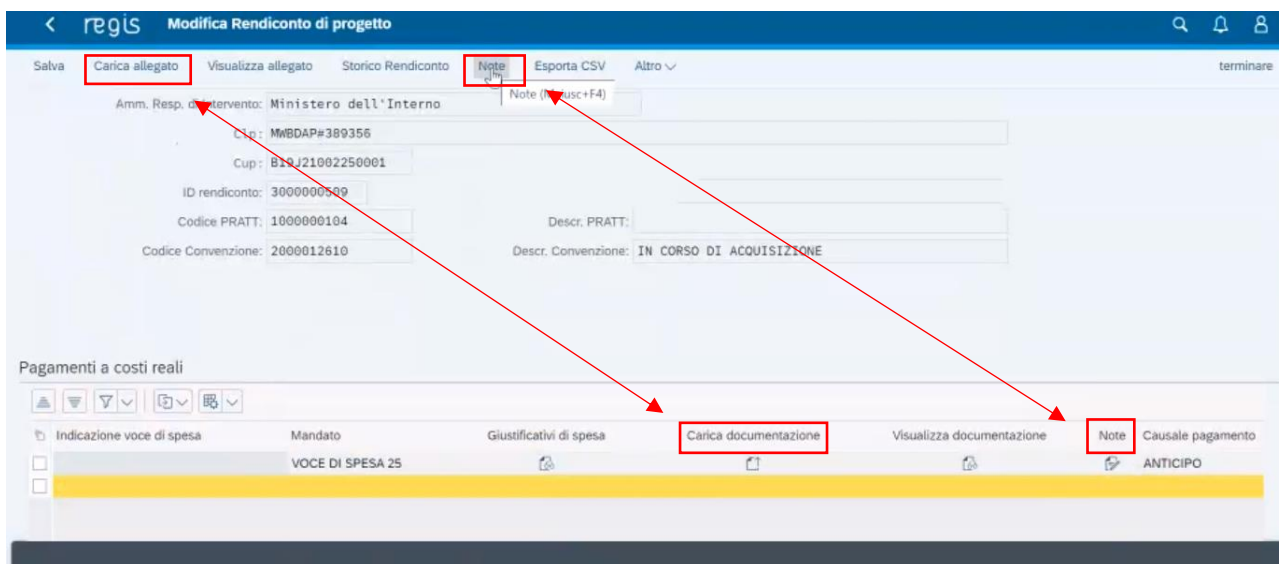 regis Modifica Rendiconto di progetto
Salva Carica allegato Visualizza allegato Storico Rendiconto Note Esporta CSV Altro terminare
Note (Maiusc+F4)
Amm. Resp. di Intervento: Ministero dell'Interno
Clp: MWBDAP#389356
Cup: B19J21002250001
ID rendiconto: 3000000509
Codice PRATT: 1000000104 Descr. PRATT:
Codice Convenzione: 2000012610 Descr. Convenzione: IN CORSO DI ACQUISIZIONE
Pagamenti a costi reali
Indicazione voce di spesa Mandato Giustificativi di spesa Carica documentazione Visualizza documentazione Note Causale pagamento
VOCE DI SPESA 25 ANTICIPO